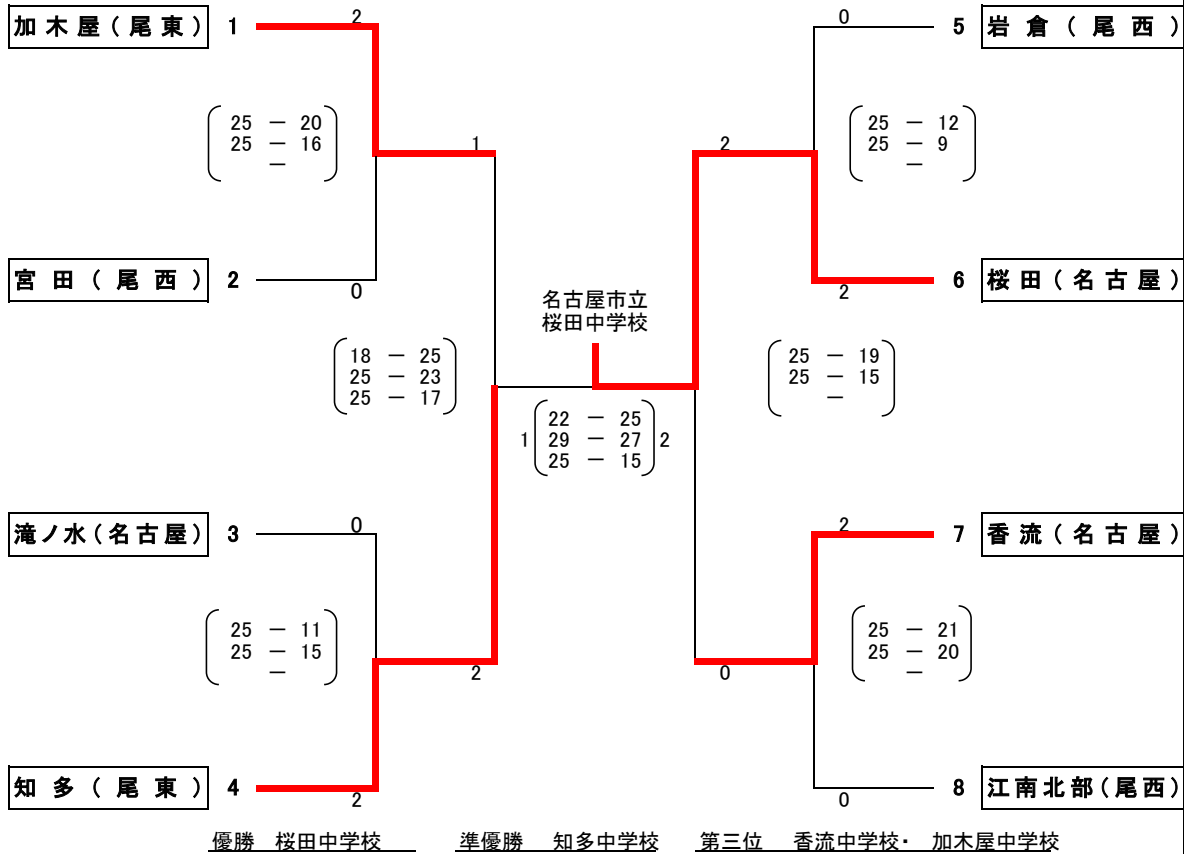 加木屋(尾東) 1 2
0 5 岩倉(尾西)
25 － 20
25 － 16
－
1
2
25 － 12
25 － 9
－
宮田(尾西) 2 0
2 6 桜田(名古屋)
名古屋市立
桜田中学校
18 － 25
25 － 23
25 － 17
25 － 19
25 － 15
－
22 － 25
1 29 － 27 2
25 － 15
滝ノ水(名古屋) 3 0
2 7 香流(名古屋)
25 － 11
25 － 15
－
2
0
25 － 21
25 － 20
－
知多(尾東) 4 2
0 8 江南北部(尾西)
優勝 桜田中学校 準優勝 知多中学校 第三位 香流中学校・ 加木屋中学校